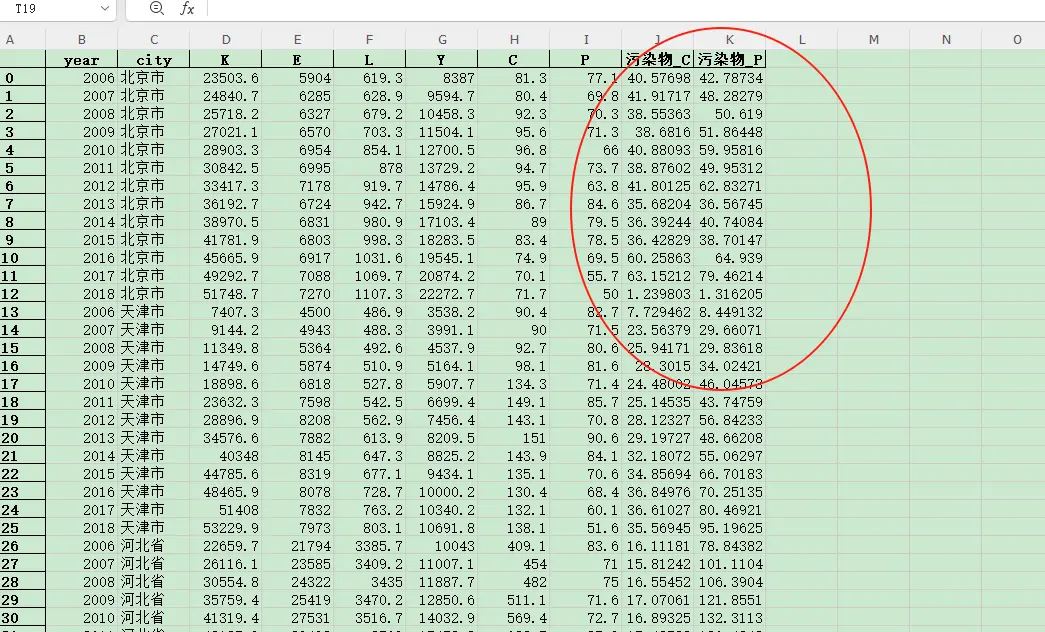 T19 fx
A B C D E F G H I J K L M N O
year city K E L Y C P 污染物_C 污染物_P
0 2006 北京市 23503.6 5904 619.3 8387 81.3 77.1 40.57698 42.78734
1 2007 北京市 24840.7 6285 628.9 9594.7 80.4 69.8 41.91717 48.28279
2 2008 北京市 25718.2 6327 679.2 10458.3 92.3 70.3 38.55363 50.619
3 2009 北京市 27021.1 6570 703.3 11504.1 95.6 71.3 38.6816 51.86448
4 2010 北京市 28903.3 6954 854.1 12700.5 96.8 66 40.88093 59.95816
5 2011 北京市 30842.5 6995 878 13729.2 94.7 73.7 38.87602 49.95312
6 2012 北京市 33417.3 7178 919.7 14786.4 95.9 63.8 41.80125 62.83271
7 2013 北京市 36192.7 6724 942.7 15924.9 86.7 84.6 35.68204 36.56745
8 2014 北京市 38970.5 6831 980.9 17103.4 89 79.5 36.39244 40.74084
9 2015 北京市 41781.9 6803 998.3 18283.5 83.4 78.5 36.42829 38.70147
10 2016 北京市 45665.9 6917 1031.6 19545.1 74.9 69.5 60.25863 64.939
11 2017 北京市 49292.7 7088 1069.7 20874.2 70.1 55.7 63.15212 79.46214
12 2018 北京市 51748.7 7270 1107.3 22272.7 71.7 50 1.239803 1.316205
13 2006 天津市 7407.3 4500 486.9 3538.2 90.4 82.7 7.729462 8.449132
14 2007 天津市 9144.2 4943 488.3 3991.1 90 71.5 23.56379 29.66071
15 2008 天津市 11349.8 5364 492.6 4537.9 92.7 80.6 25.94171 29.83618
16 2009 天津市 14749.6 5874 510.9 5164.1 98.1 81.6 28.3015 34.02421
17 2010 天津市 18898.6 6818 527.8 5907.7 134.3 71.4 24.48002 46.04573
18 2011 天津市 23632.3 7598 542.5 6699.4 149.1 85.7 25.14535 43.74759
19 2012 天津市 28896.9 8208 562.9 7456.4 143.1 70.8 28.12327 56.84233
20 2013 天津市 34576.6 7882 613.9 8209.5 151 90.6 29.19727 48.66208
21 2014 天津市 40348 8145 647.3 8825.2 143.9 84.1 32.18072 55.06297
22 2015 天津市 44785.6 8319 677.1 9434.1 135.1 70.6 34.85694 66.70183
23 2016 天津市 48465.9 8078 728.7 10000.2 130.4 68.4 36.84976 70.25135
24 2017 天津市 51408 7832 763.2 10340.2 132.1 60.1 36.61027 80.46921
25 2018 天津市 53229.9 7973 803.1 10691.8 138.1 51.6 35.56945 95.19625
26 2006 河北省 22659.7 21794 3385.7 10043 409.1 83.6 16.11181 78.84382
27 2007 河北省 26116.1 23585 3409.2 11007.1 454 71 15.81242 101.1104
28 2008 河北省 30554.8 24322 3435 11887.7 482 75 16.55452 106.3904
29 2009 河北省 35759.4 25419 3470.2 12850.6 511.1 71.6 17.07061 121.8551
30 2010 河北省 41319.4 27531 3516.7 14032.9 569.4 72.7 16.89325 132.3113